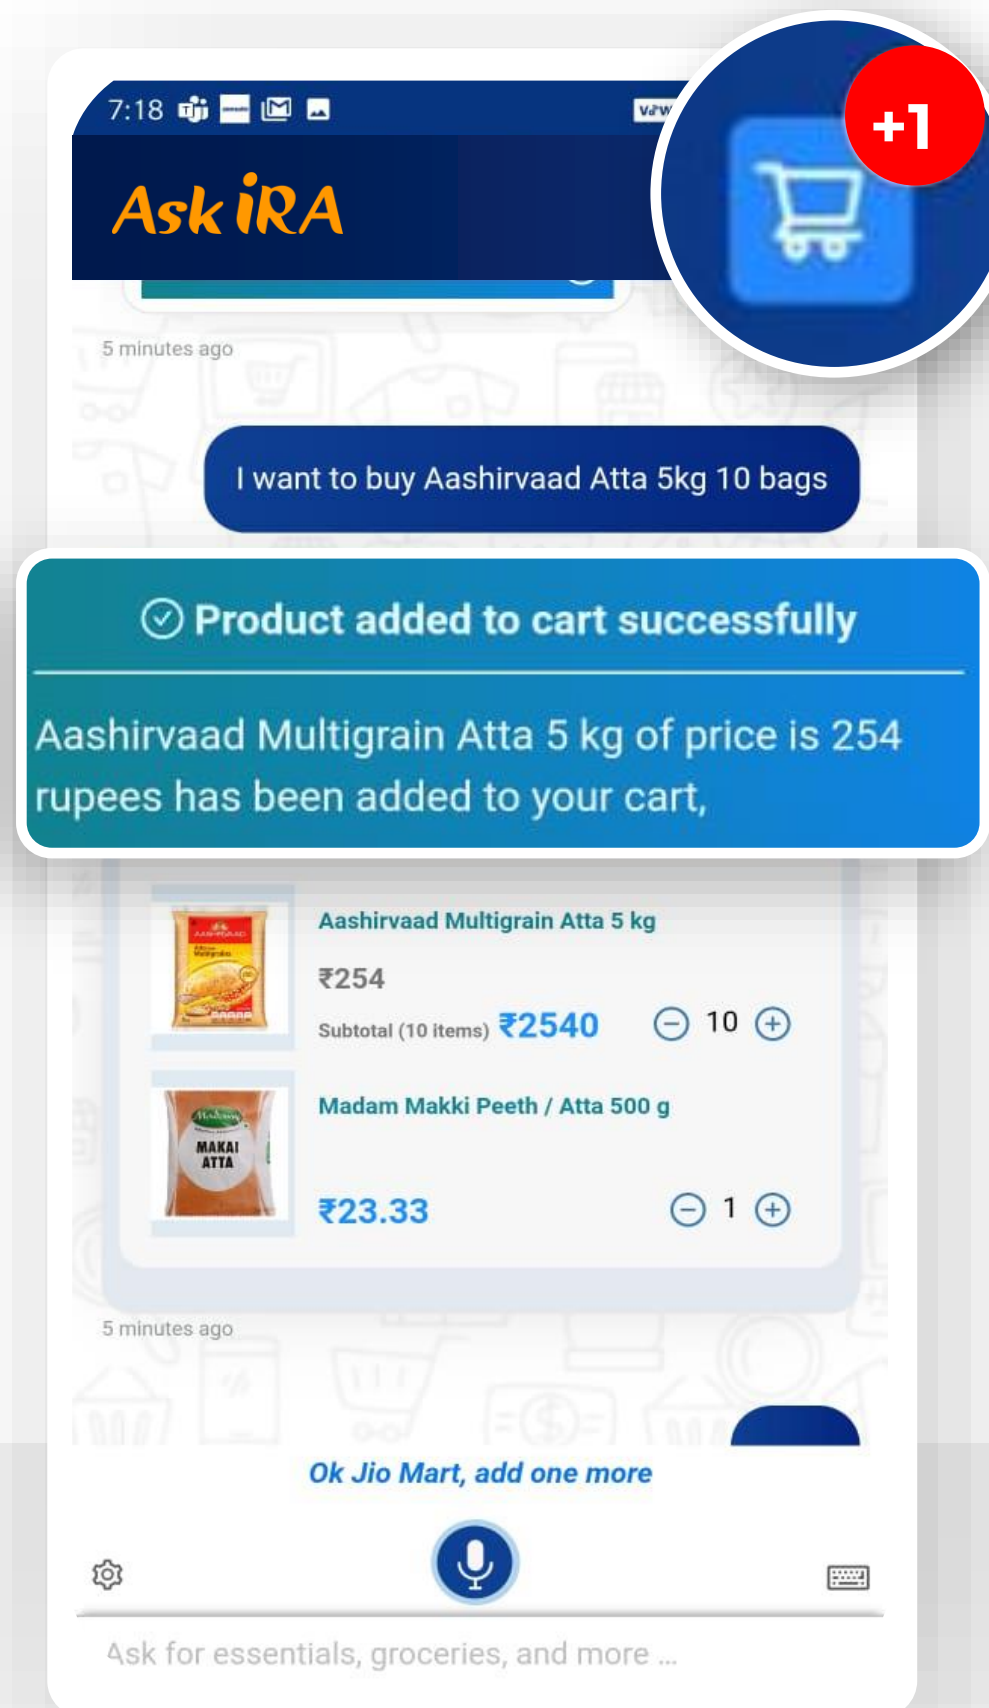 7:18
+1
Ask iRA
5 minutes ago
I want to buy Aashirvaad Atta 5kg 10 bags
Product added to cart successfully
Aashirvaad Multigrain Atta 5 kg of price is 254
rupees has been added to your cart,
AASHIRVAAD
Multigrains
Aashirvaad Multigrain Atta 5 kg
₹254
Subtotal (10 items) ₹2540
10
MAKAI
ATTA
Madam Makki Peeth / Atta 500 g
₹23.33
1
5 minutes ago
Ok Jio Mart, add one more
Ask for essentials, groceries, and more ...